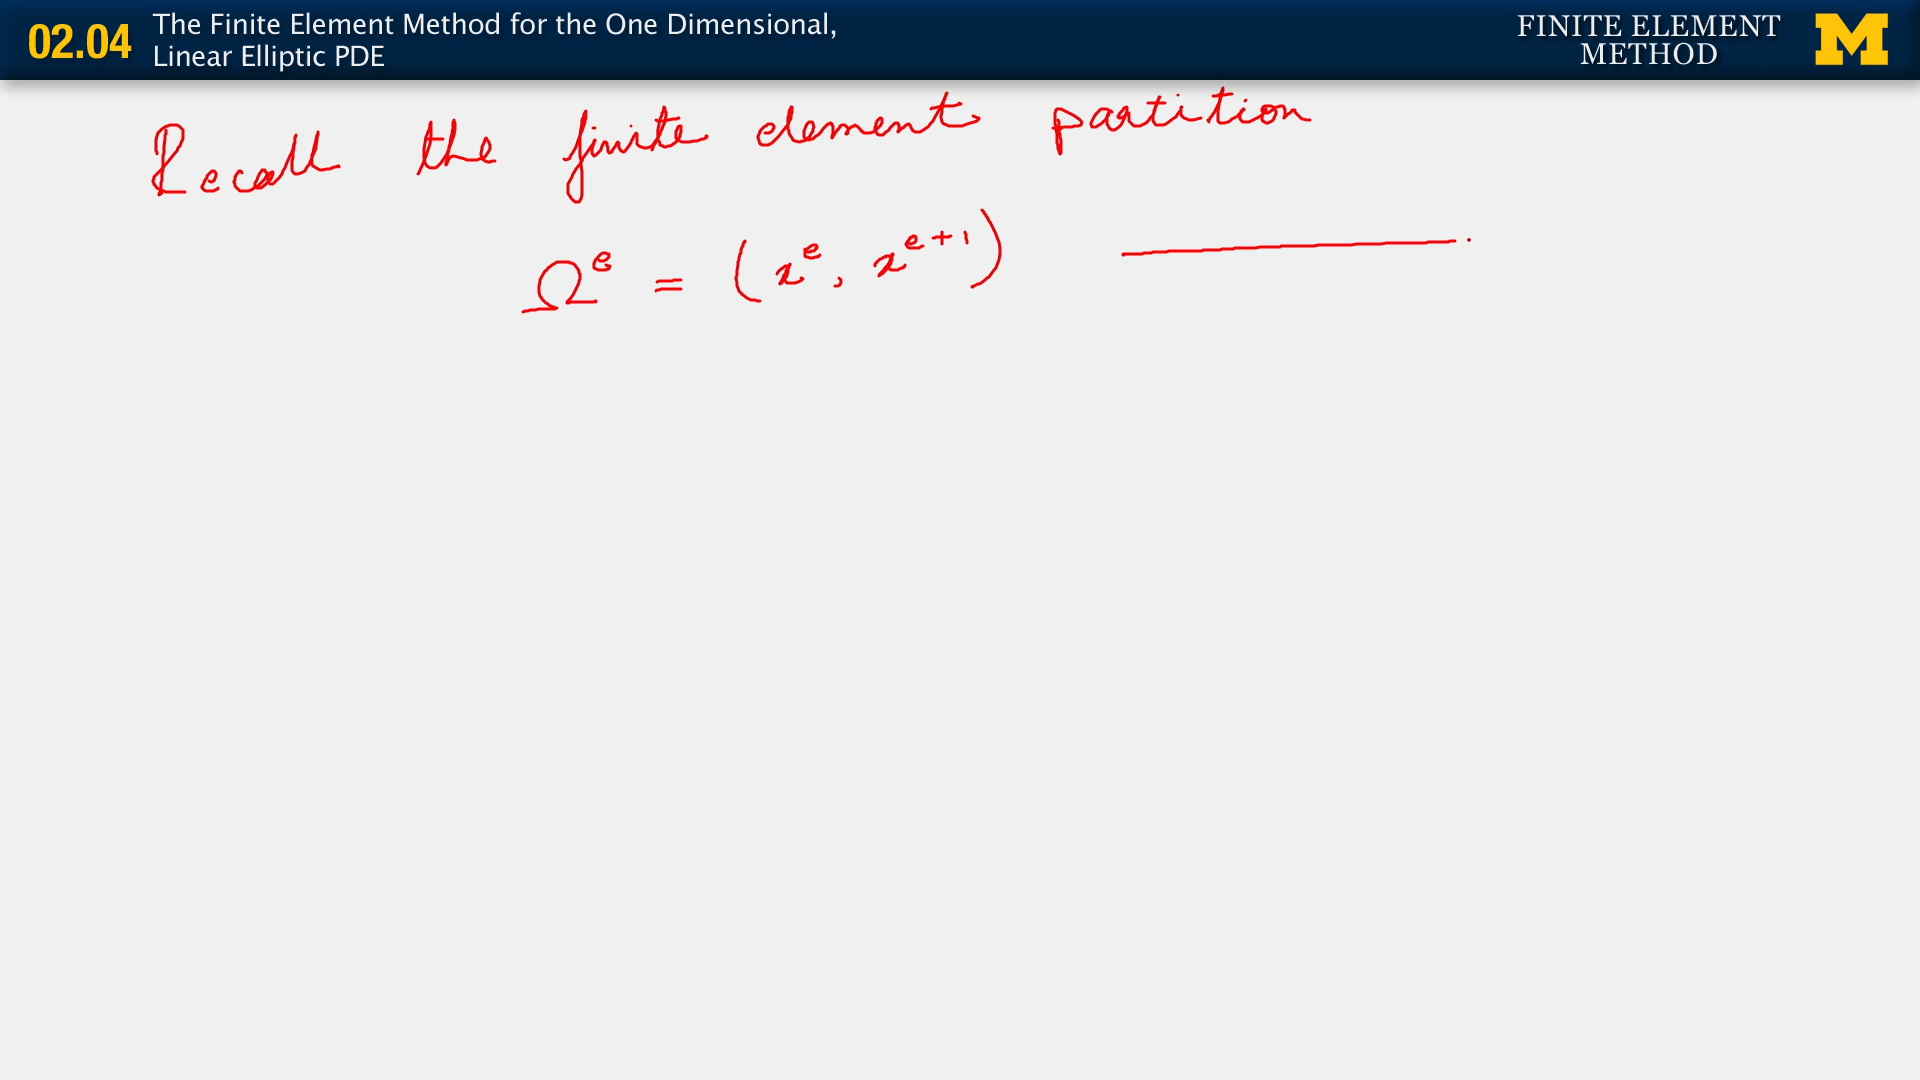 02.04
The Finite Element Method for the One Dimensional,
Linear Elliptic PDE
FINITE ELEMENT
METHOD
M
Recall the finite element partition
Ωᵉ = (xᵉ, xᵉ⁺¹)